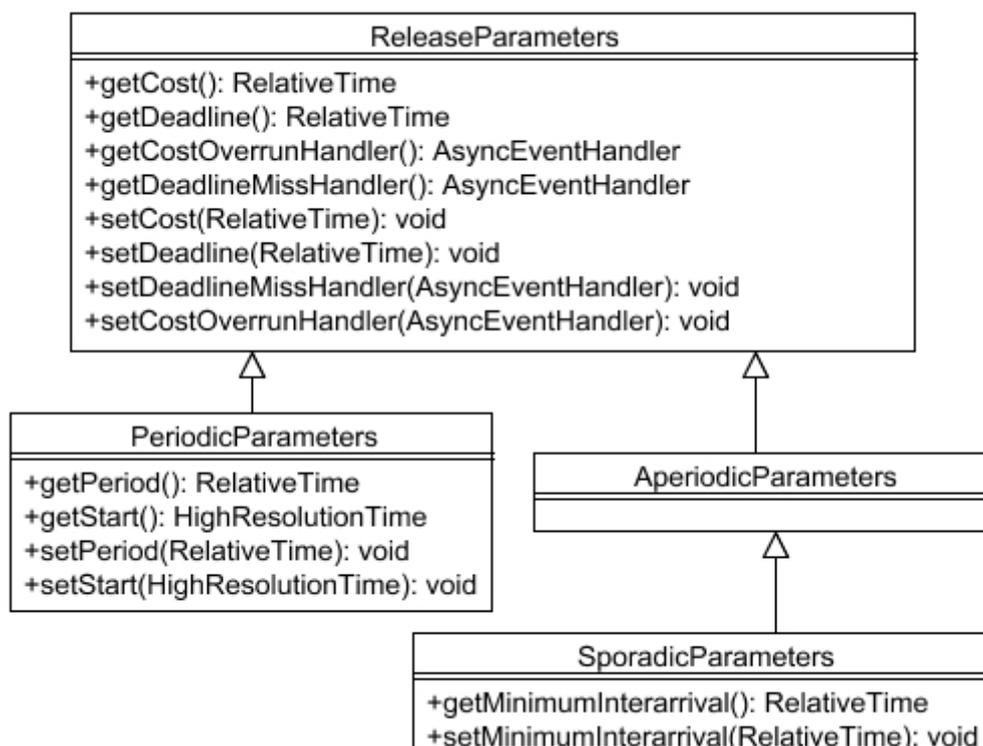 ReleaseParameters
+getCost(): RelativeTime
+getDeadline(): RelativeTime
+getCostOverrunHandler(): AsyncEventHandler
+getDeadlineMissHandler(): AsyncEventHandler
+setCost(RelativeTime): void
+setDeadline(RelativeTime): void
+setDeadlineMissHandler(AsyncEventHandler): void
+setCostOverrunHandler(AsyncEventHandler): void
PeriodicParameters
+getPeriod(): RelativeTime
+getStart(): HighResolutionTime
+setPeriod(RelativeTime): void
+setStart(HighResolutionTime): void
AperiodicParameters
SporadicParameters
+getMinimumInterarrival(): RelativeTime
+setMinimumInterarrival(RelativeTime): void